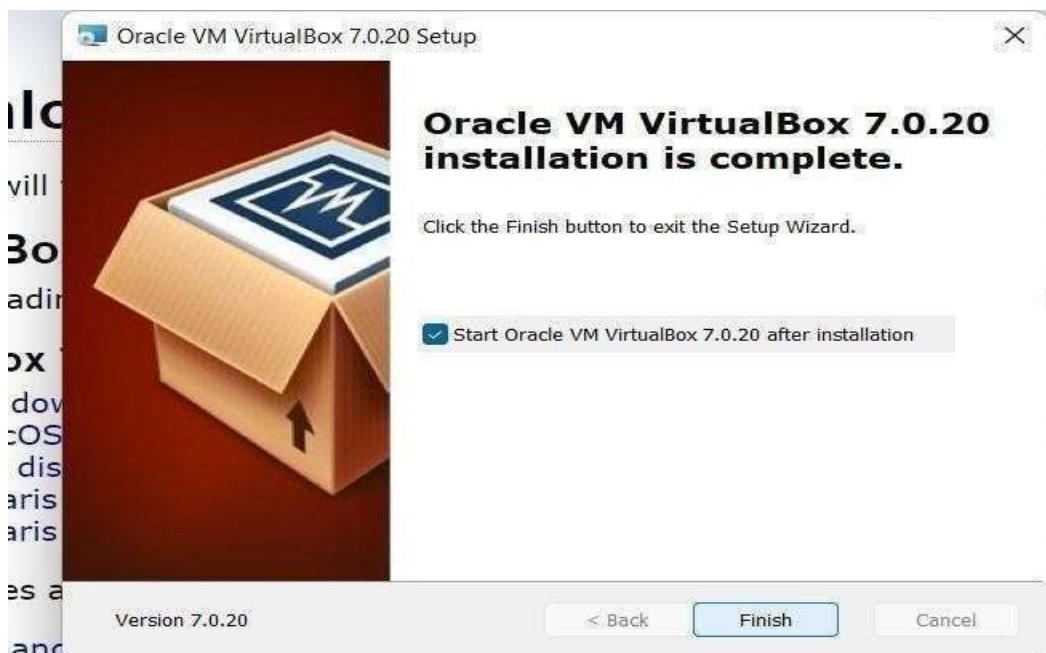 Oracle VM VirtualBox 7.0.20 Setup
Oracle VM VirtualBox 7.0.20
installation is complete.
Click the Finish button to exit the Setup Wizard.
Start Oracle VM VirtualBox 7.0.20 after installation
Version 7.0.20
< Back
Finish
Cancel